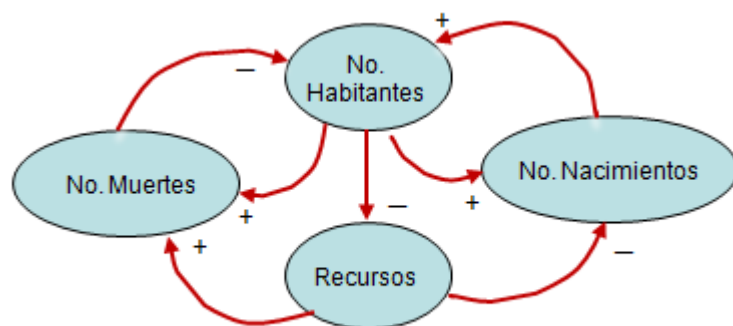 +
No.
Habitantes
—
No. Muertes
No. Nacimientos
+
—
+
+
—
Recursos